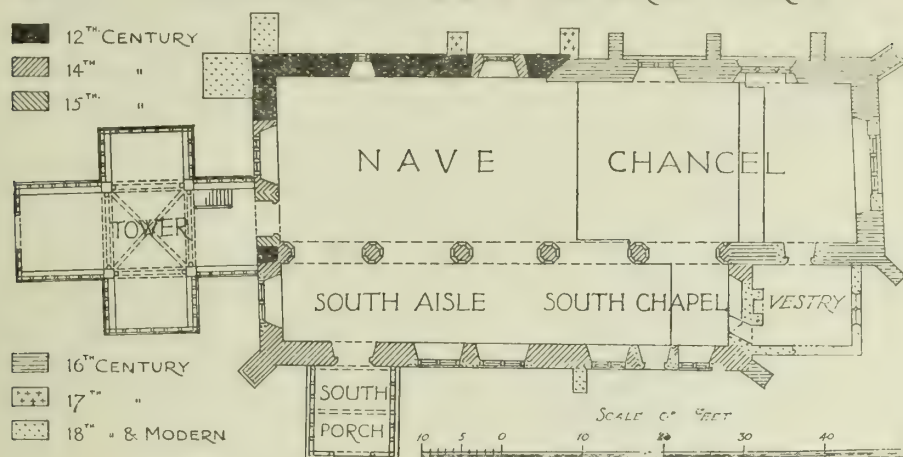 12TH. CENTURY
14TH "
15TH. "
NAVE
CHANCEL
TOWER
SOUTH AISLE
SOUTH CHAPEL
VESTRY
16TH CENTURY
17TH "
18TH " & MODERN
SOUTH
PORCH
SCALE OF FEET
10 5 0 10 20 30 40